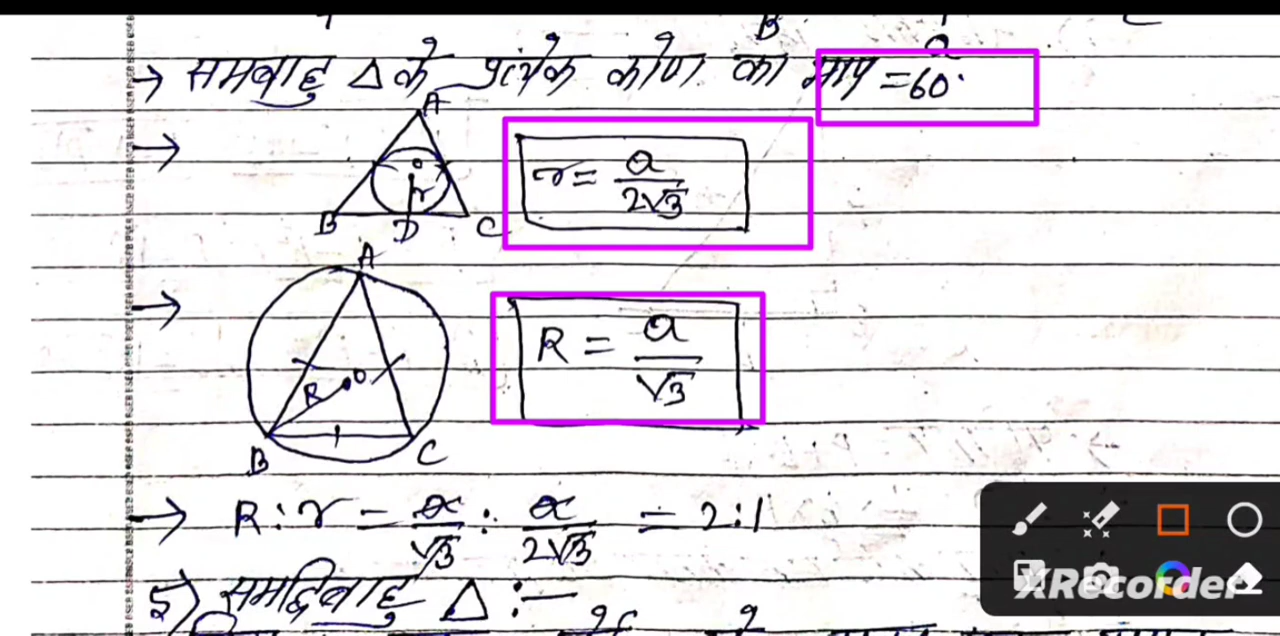 → समबाहु Δ के प्रत्येक कोण का माप = 60°
A
→ O r r = a / 2√3
B D C
A
→ R O R = a / √3
B C
→ R : r = a/√3 : a/2√3 = 2:1
5) समद्विबाहु Δ :-
XRecorder